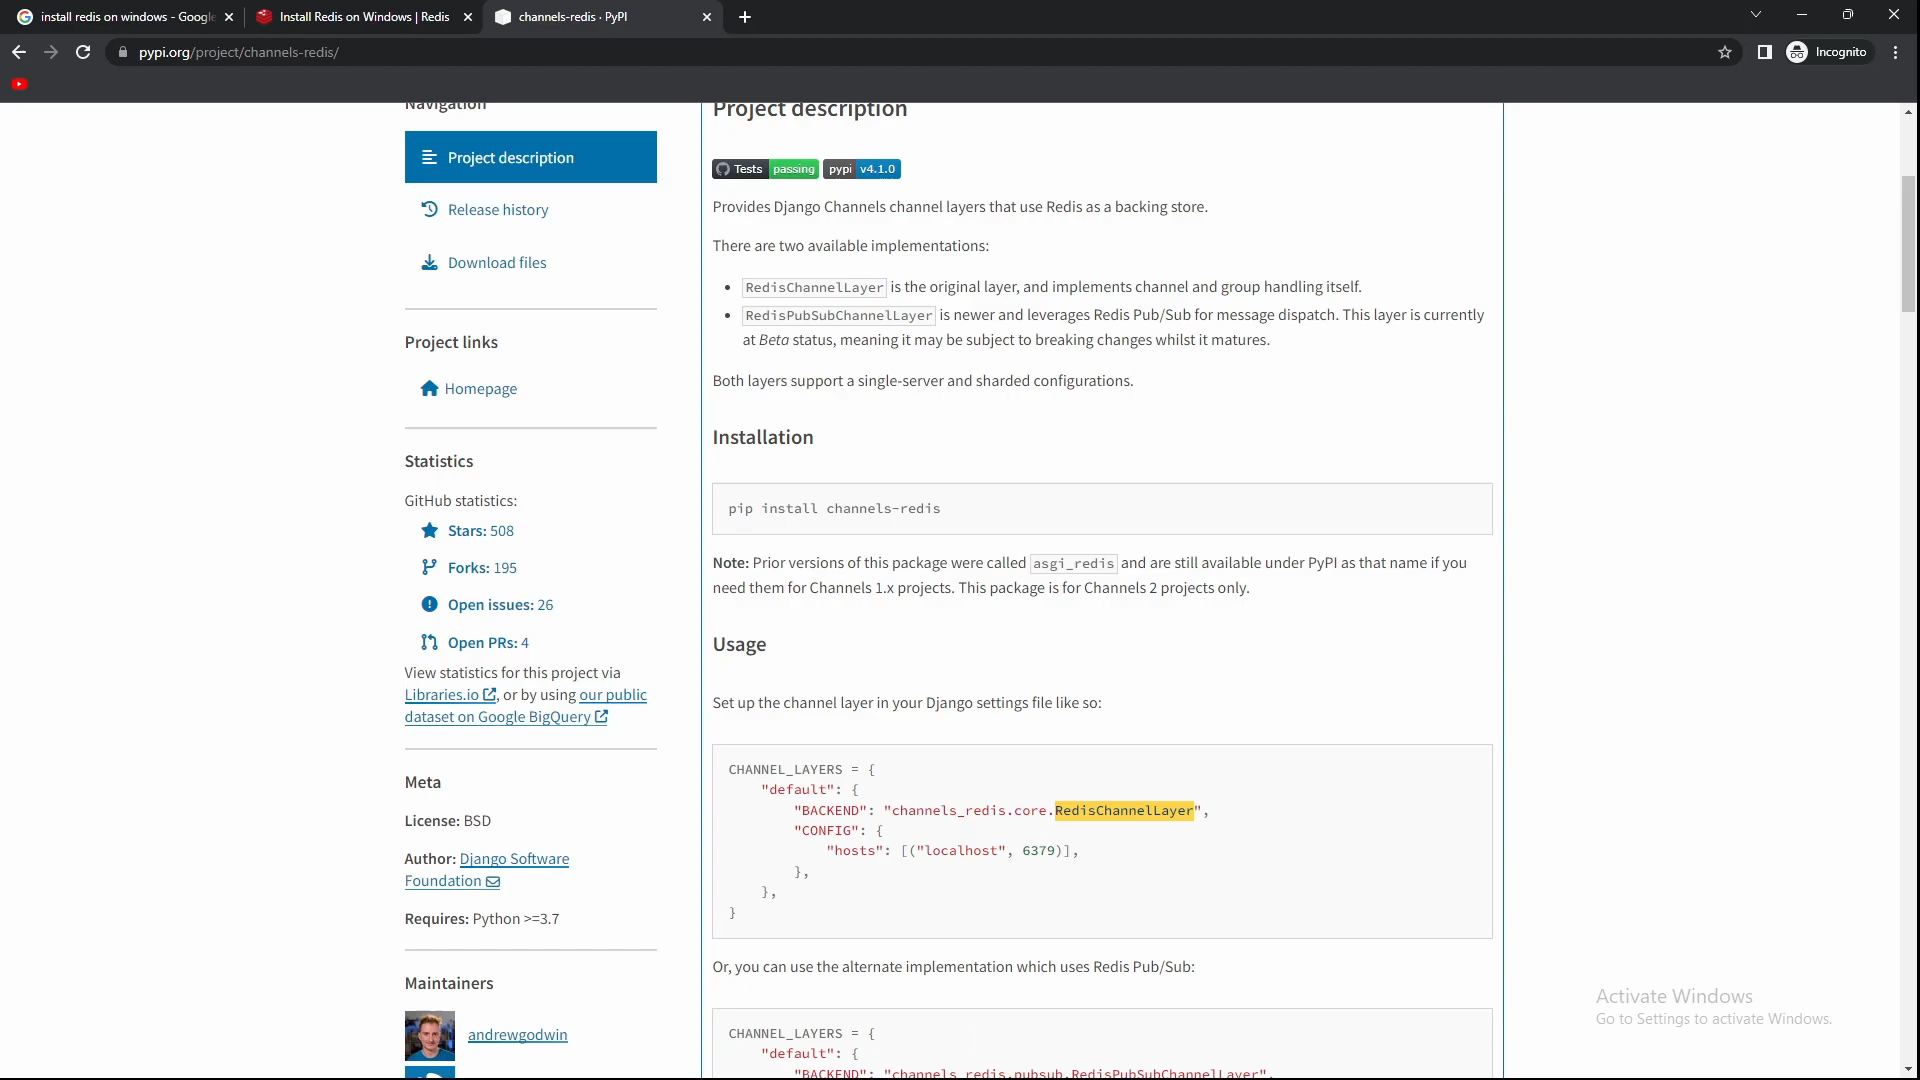 install redis on windows - Google
Install Redis on Windows | Redis
channels-redis · PyPI
pypi.org/project/channels-redis/
Incognito
Navigation
Project description
Release history
Download files
Project links
Homepage
Statistics
GitHub statistics:
Stars: 508
Forks: 195
Open issues: 26
Open PRs: 4
View statistics for this project via
Libraries.io, or by using our public
dataset on Google BigQuery
Meta
License: BSD
Author: Django Software
Foundation
Requires: Python >=3.7
Maintainers
andrewgodwin
Project description
Tests passing pypi v4.1.0
Provides Django Channels channel layers that use Redis as a backing store.
There are two available implementations:
• RedisChannelLayer is the original layer, and implements channel and group handling itself.
• RedisPubSubChannelLayer is newer and leverages Redis Pub/Sub for message dispatch. This layer is currently
at Beta status, meaning it may be subject to breaking changes whilst it matures.
Both layers support a single-server and sharded configurations.
Installation
pip install channels-redis
Note: Prior versions of this package were called asgi_redis and are still available under PyPI as that name if you
need them for Channels 1.x projects. This package is for Channels 2 projects only.
Usage
Set up the channel layer in your Django settings file like so:
CHANNEL_LAYERS = {
    "default": {
        "BACKEND": "channels_redis.core.RedisChannelLayer",
        "CONFIG": {
            "hosts": [("localhost", 6379)],
        },
    },
}
Or, you can use the alternate implementation which uses Redis Pub/Sub:
CHANNEL_LAYERS = {
    "default": {
        "BACKEND": "channels_redis.pubsub.RedisPubSubChannelLayer",
Activate Windows
Go to Settings to activate Windows.